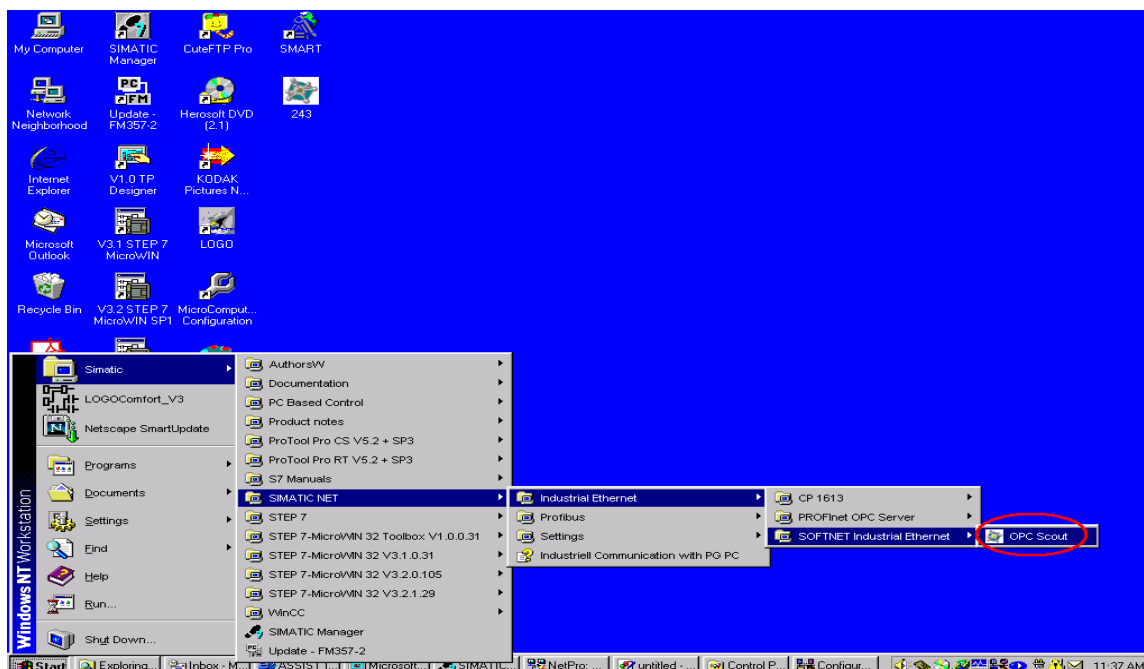 My Computer
SIMATIC
Manager
CuteFTP Pro
SMART
Network
Neighborhood
Update -
FM357-2
Herosoft DVD
(2.1)
243
Internet
Explorer
V1.0 TP
Designer
KODAK
Pictures N...
Microsoft
Outlook
V3.1 STEP 7
MicroWIN
LOGO
Recycle Bin
V3.2 STEP 7
MicroWIN SP1
MicroComput...
Configuration
Windows NT Workstation
Simatic
LOGOComfort_V3
Netscape SmartUpdate
Programs
Documents
Settings
Find
Help
Run...
Shut Down...
AuthorsW
Documentation
PC Based Control
Product notes
ProTool Pro CS V5.2 + SP3
ProTool Pro RT V5.2 + SP3
S7 Manuals
SIMATIC NET
STEP 7
STEP 7-MicroWIN 32 Toolbox V1.0.0.31
STEP 7-MicroWIN 32 V3.1.0.31
STEP 7-MicroWIN 32 V3.2.0.105
STEP 7-MicroWIN 32 V3.2.1.29
WinCC
SIMATIC Manager
Update - FM357-2
Industrial Ethernet
Profibus
Settings
Industriell Communication with PG PC
CP 1613
PROFInet OPC Server
SOFTNET Industrial Ethernet
OPC Scout
Start
Exploring...
Inbox - M...
ASSIST I...
Microsoft...
SIMATIC...
NetPro: ...
untitled - ...
Control P...
Configur...
11:37 AM